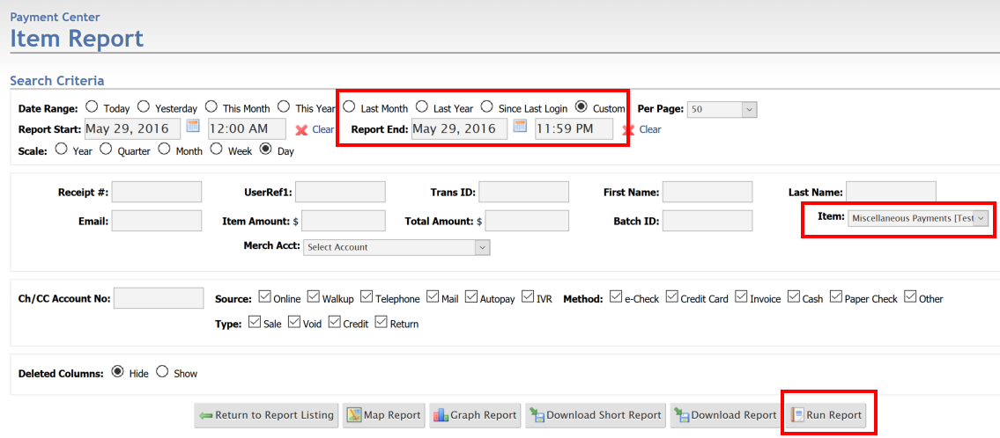 Payment Center
Item Report
Search Criteria
Date Range: Today Yesterday This Month This Year Last Month Last Year Since Last Login Custom Per Page: 50
Report Start: May 29, 2016 12:00 AM Clear Report End: May 29, 2016 11:59 PM Clear
Scale: Year Quarter Month Week Day
Receipt #: UserRef1: Trans ID: First Name: Last Name:
Email: Item Amount: $ Total Amount: $ Batch ID: Item: Miscellaneous Payments [Test
Merch Acct: Select Account
Ch/CC Account No: Source: Online Walkup Telephone Mail Autopay IVR Method: e-Check Credit Card Invoice Cash Paper Check Other
Type: Sale Void Credit Return
Deleted Columns: Hide Show
Return to Report Listing Map Report Graph Report Download Short Report Download Report Run Report